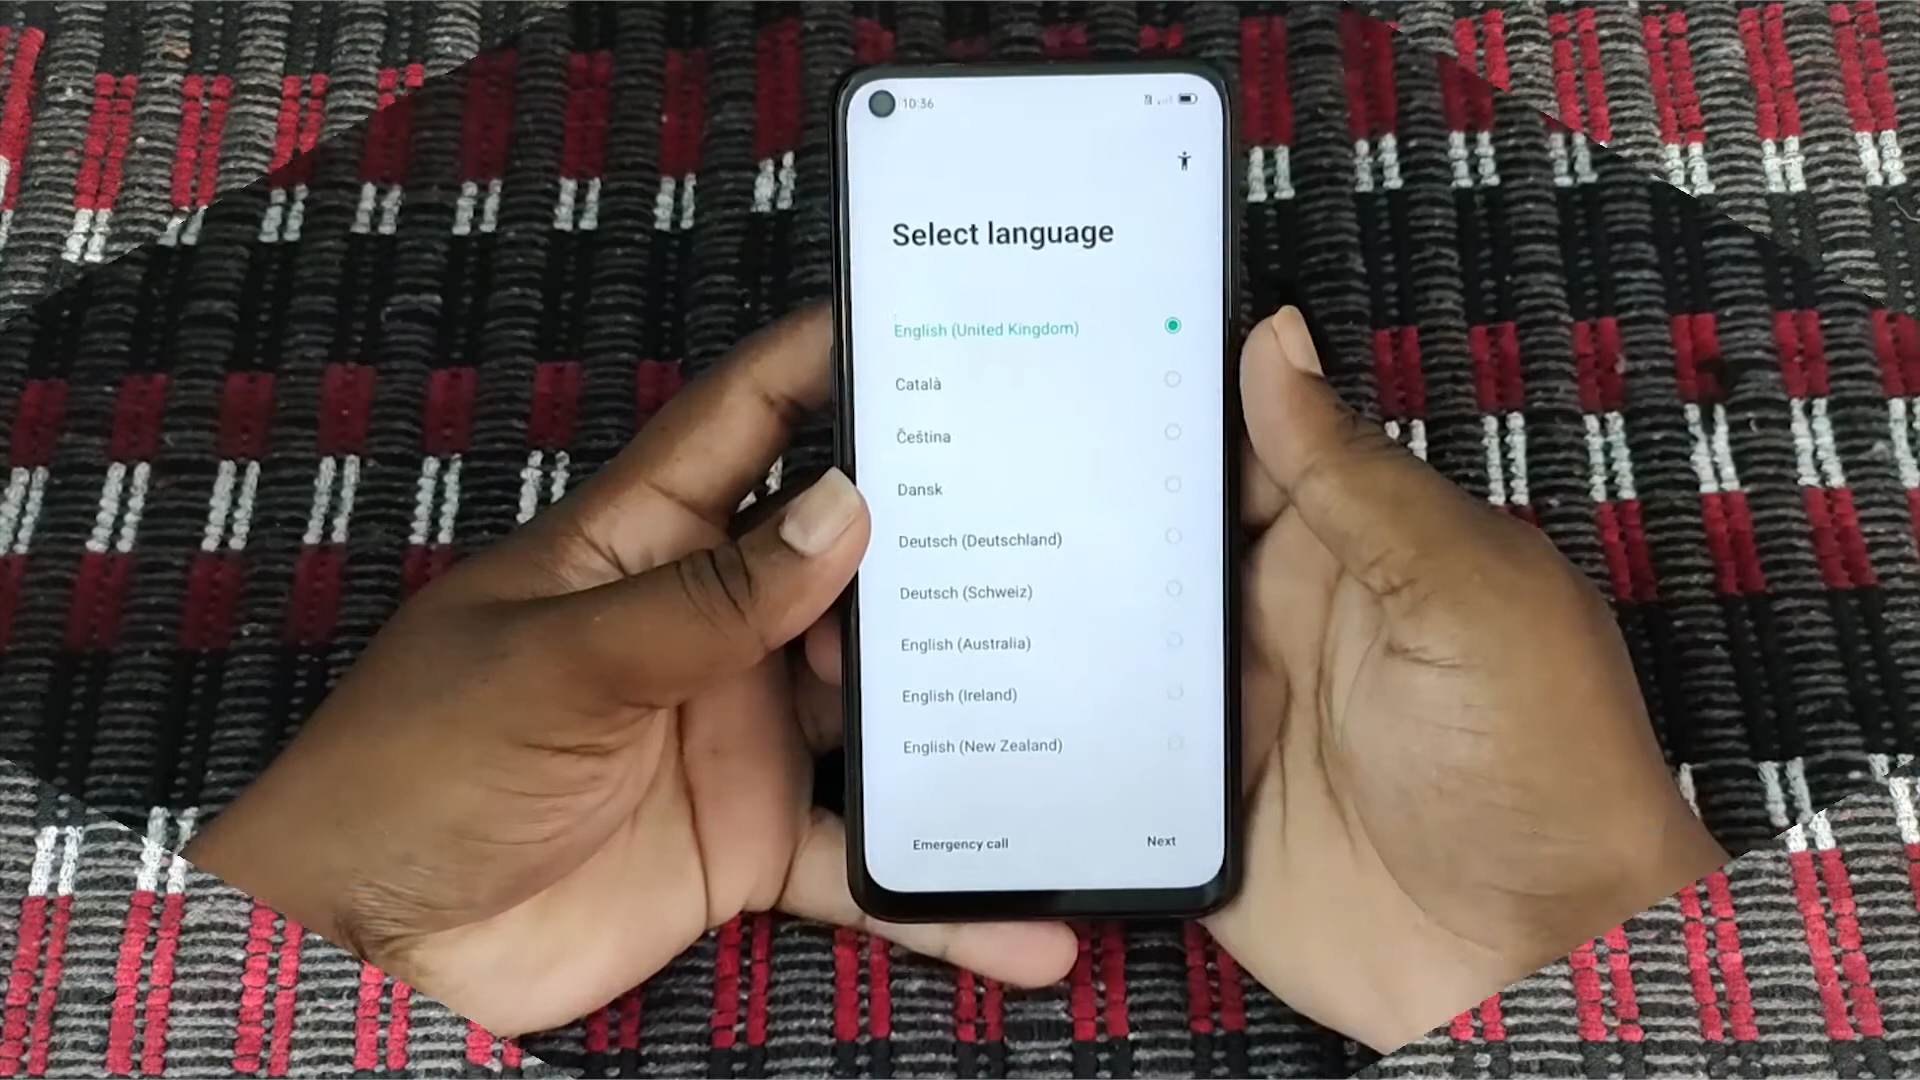 10:36
Select language
English (United Kingdom)
Català
Čeština
Dansk
Deutsch (Deutschland)
Deutsch (Schweiz)
English (Australia)
English (Ireland)
English (New Zealand)
Emergency call
Next